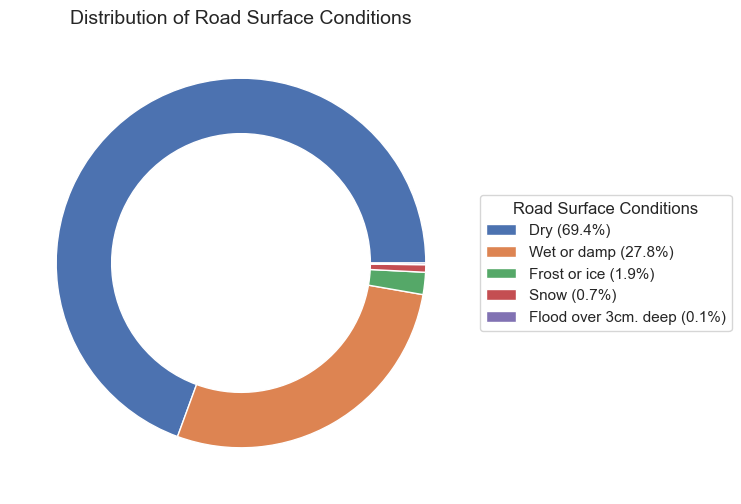 Distribution of Road Surface Conditions
Road Surface Conditions
Dry (69.4%)
Wet or damp (27.8%)
Frost or ice (1.9%)
Snow (0.7%)
Flood over 3cm. deep (0.1%)